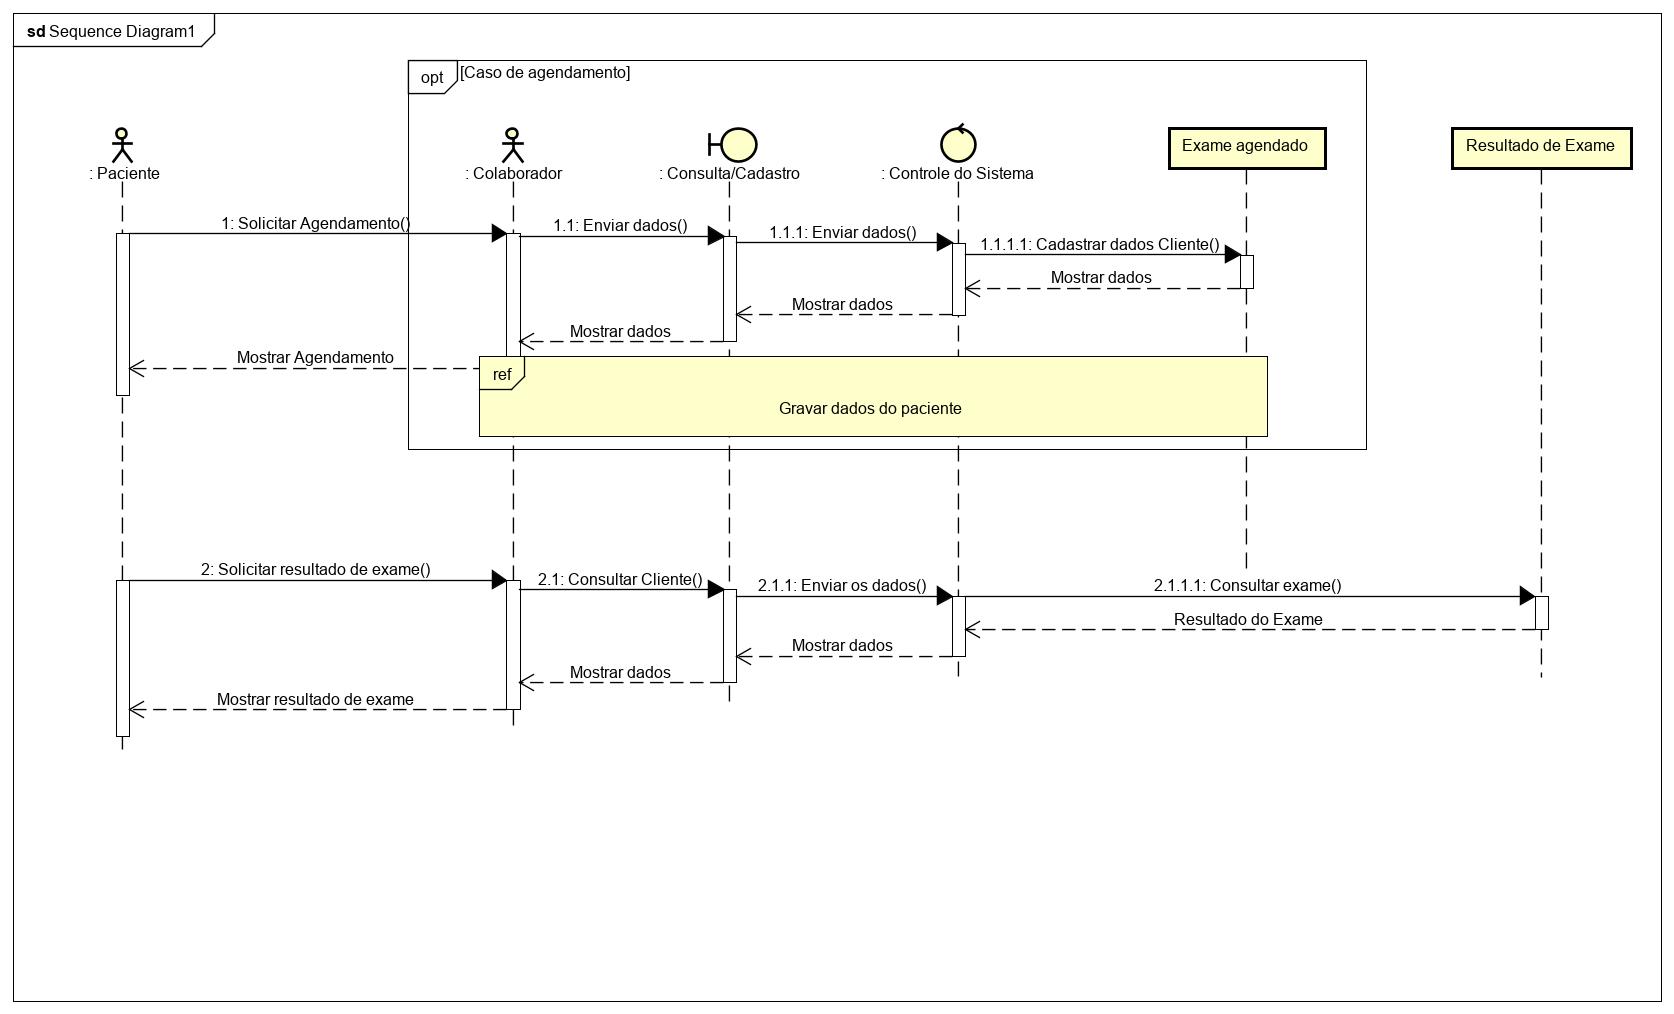 sd Sequence Diagram1
opt [Caso de agendamento]
: Paciente
: Colaborador
: Consulta/Cadastro
: Controle do Sistema
Exame agendado
Resultado de Exame
1: Solicitar Agendamento()
1.1: Enviar dados()
1.1.1: Enviar dados()
1.1.1.1: Cadastrar dados Cliente()
Mostrar dados
Mostrar dados
Mostrar dados
Mostrar Agendamento
ref
Gravar dados do paciente
2: Solicitar resultado de exame()
2.1: Consultar Cliente()
2.1.1: Enviar os dados()
2.1.1.1: Consultar exame()
Resultado do Exame
Mostrar dados
Mostrar dados
Mostrar resultado de exame